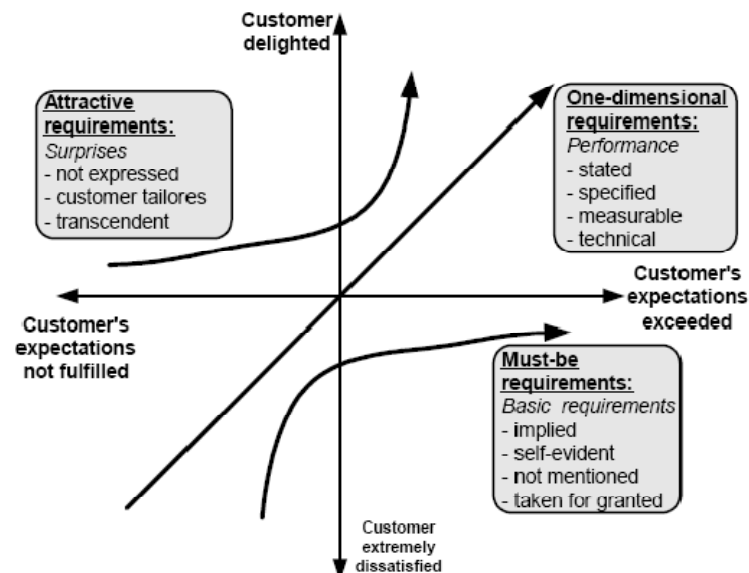 Customer
delighted
Attractive
requirements:
Surprises
- not expressed
- customer tailores
- transcendent
One-dimensional
requirements:
Performance
- stated
- specified
- measurable
- technical
Customer's
expectations
not fulfilled
Customer's
expectations
exceeded
Must-be
requirements:
Basic requirements
- implied
- self-evident
- not mentioned
- taken for granted
Customer
extremely
dissatisfied